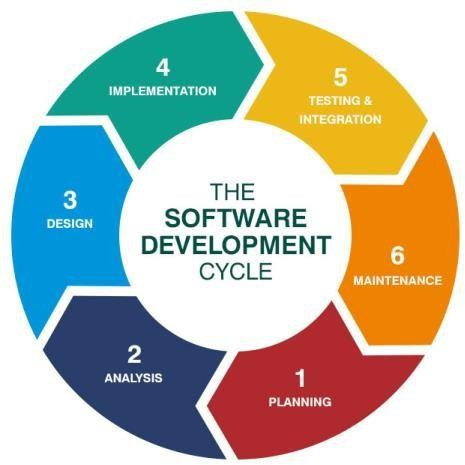 THE
SOFTWARE
DEVELOPMENT
CYCLE
1
PLANNING
2
ANALYSIS
3
DESIGN
4
IMPLEMENTATION
5
TESTING &
INTEGRATION
6
MAINTENANCE